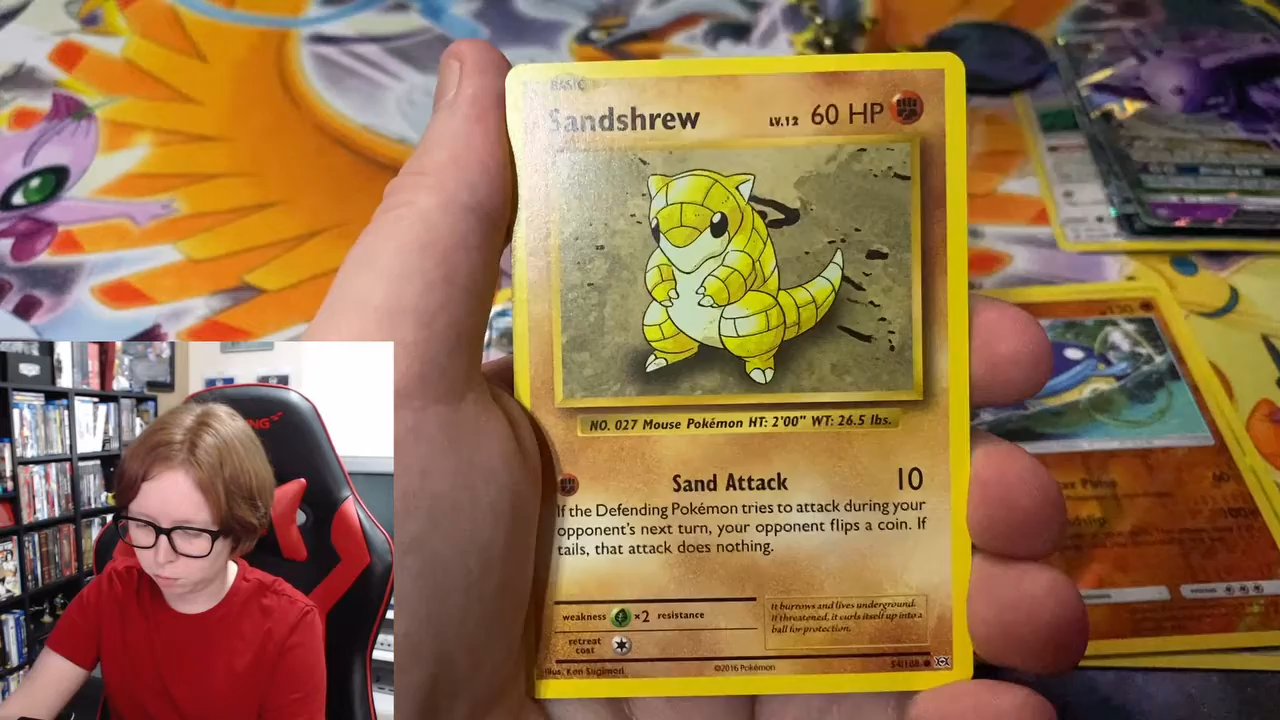 BASIC
Sandshrew LV.12 60 HP
NO. 027 Mouse Pokémon HT: 2'00" WT: 26.5 lbs.
Sand Attack 10
If the Defending Pokémon tries to attack during your
opponent's next turn, your opponent flips a coin. If
tails, that attack does nothing.
weakness ×2 resistance
retreat
cost
It burrows and lives underground.
If threatened, it curls itself up into a
ball for protection.
Illus. Ken Sugimori ©2016 Pokémon 54/108